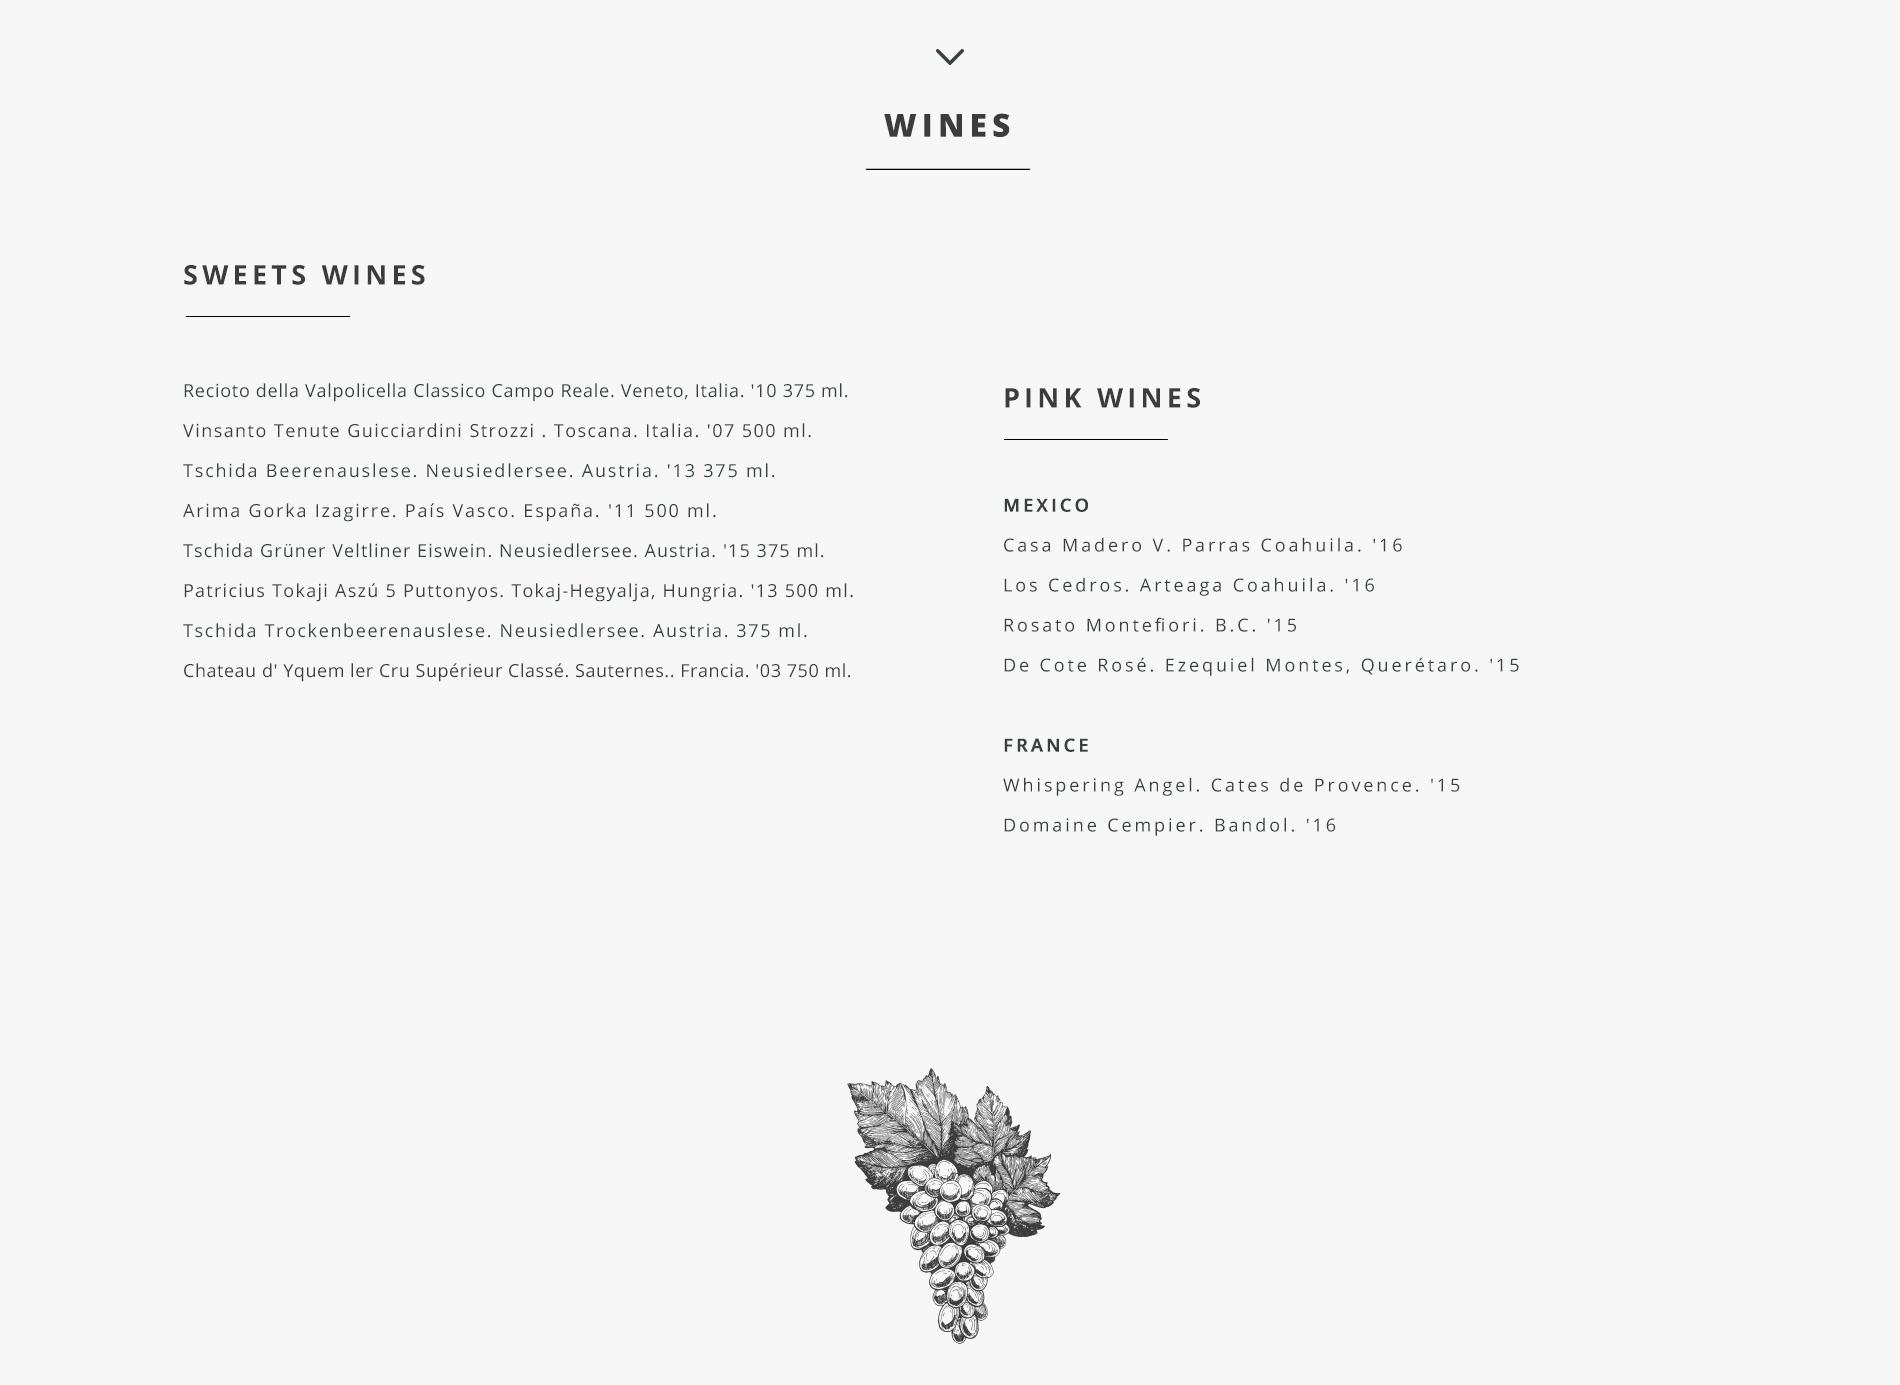 WINES
SWEETS WINES
Recioto della Valpolicella Classico Campo Reale. Veneto, Italia. '10 375 ml.
Vinsanto Tenute Guicciardini Strozzi . Toscana. Italia. '07 500 ml.
Tschida Beerenauslese. Neusiedlersee. Austria. '13 375 ml.
Arima Gorka Izagirre. País Vasco. España. '11 500 ml.
Tschida Grüner Veltliner Eiswein. Neusiedlersee. Austria. '15 375 ml.
Patricius Tokaji Aszú 5 Puttonyos. Tokaj-Hegyalja, Hungria. '13 500 ml.
Tschida Trockenbeerenauslese. Neusiedlersee. Austria. 375 ml.
Chateau d' Yquem ler Cru Supérieur Classé. Sauternes.. Francia. '03 750 ml.
PINK WINES
MEXICO
Casa Madero V. Parras Coahuila. '16
Los Cedros. Arteaga Coahuila. '16
Rosato Montefiori. B.C. '15
De Cote Rosé. Ezequiel Montes, Querétaro. '15
FRANCE
Whispering Angel. Cates de Provence. '15
Domaine Cempier. Bandol. '16